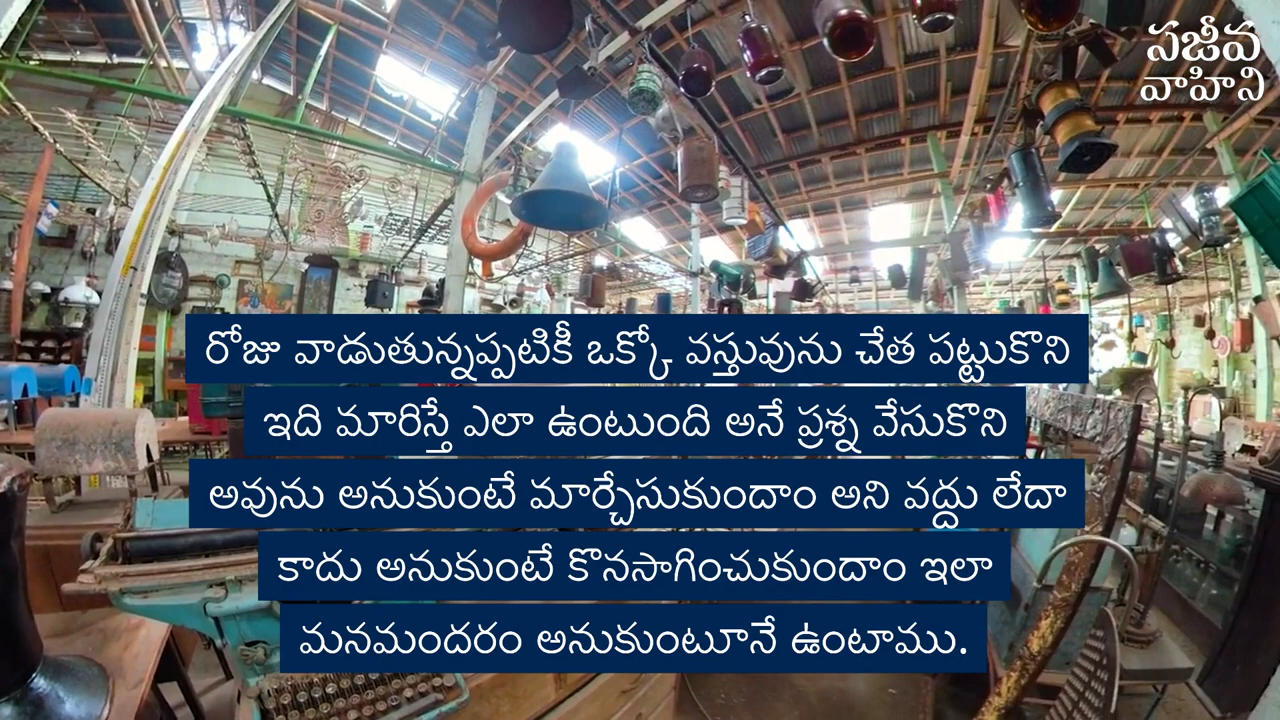 సజీవ
వాహిని
రోజు వాడుతున్నప్పటికీ ఒక్కో వస్తువును చేత పట్టుకొని
ఇది మారిస్తే ఎలా ఉంటుంది అనే ప్రశ్న వేసుకొని
అవును అనుకుంటే మార్చేసుకుందాం అని వద్దు లేదా
కాదు అనుకుంటే కొనసాగించుకుందాం ఇలా
మనమందరం అనుకుంటూనే ఉంటాము.